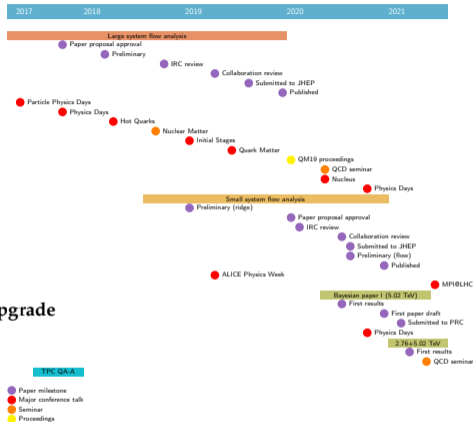 2017 2018 2019 2020 2021
Large system flow analysis
Paper proposal approval
Preliminary
IRC review
Collaboration review
Submitted to JHEP
Published
Particle Physics Days
Physics Days
Hot Quarks
Nuclear Matter
Initial Stages
Quark Matter
QM19 proceedings
QCD seminar
Nucleus
Physics Days
Small system flow analysis
Preliminary (ridge)
Paper proposal approval
IRC review
Collaboration review
Submitted to JHEP
Preliminary (flow)
Published
ALICE Physics Week
MPI@LHC
Bayesian paper I (5.02 TeV)
First results
pgrade
First paper draft
Submitted to PRC
Physics Days
2.76+5.02 TeV
First results
QCD seminar
TPC QA-A
Paper milestone
Major conference talk
Seminar
Proceedings